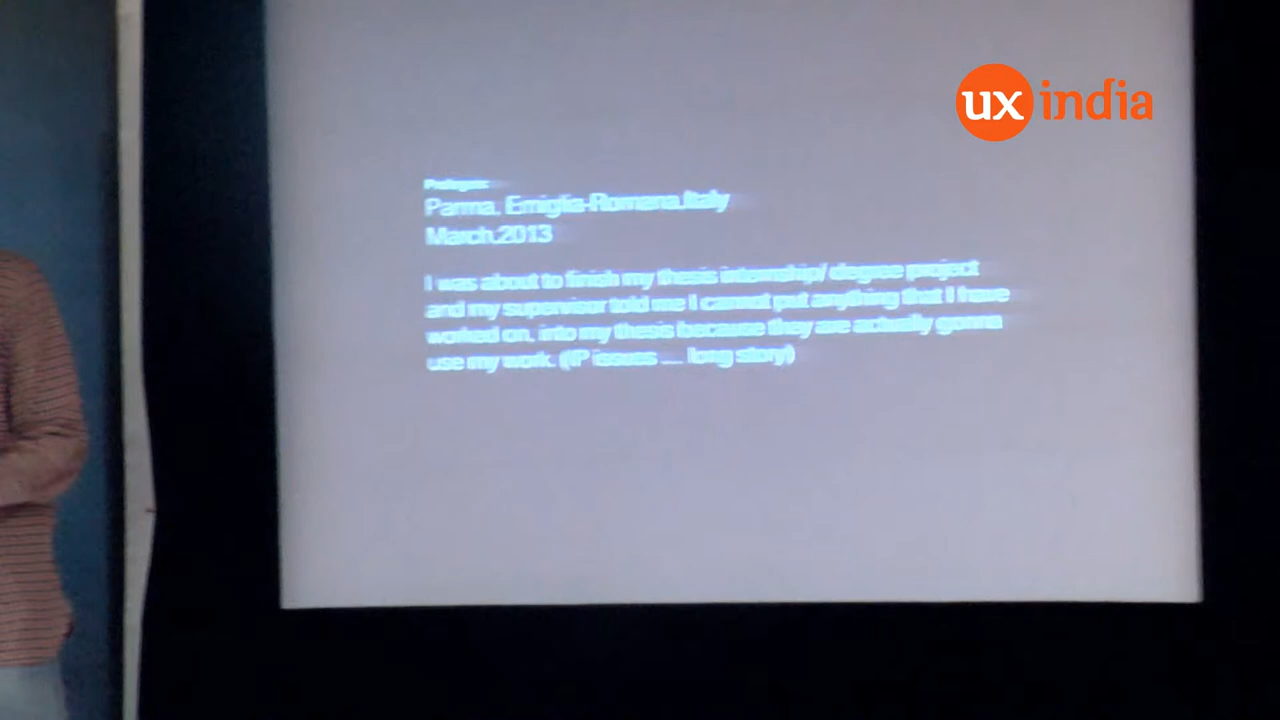 ux india
Prologue:
Parma, Emiglia-Romana,Italy
March,2013
I was about to finish my thesis internship/ degree project
and my supervisor told me I cannot put anything that I have
worked on, into my thesis because they are actually gonna
use my work. (IP issues ... long story)